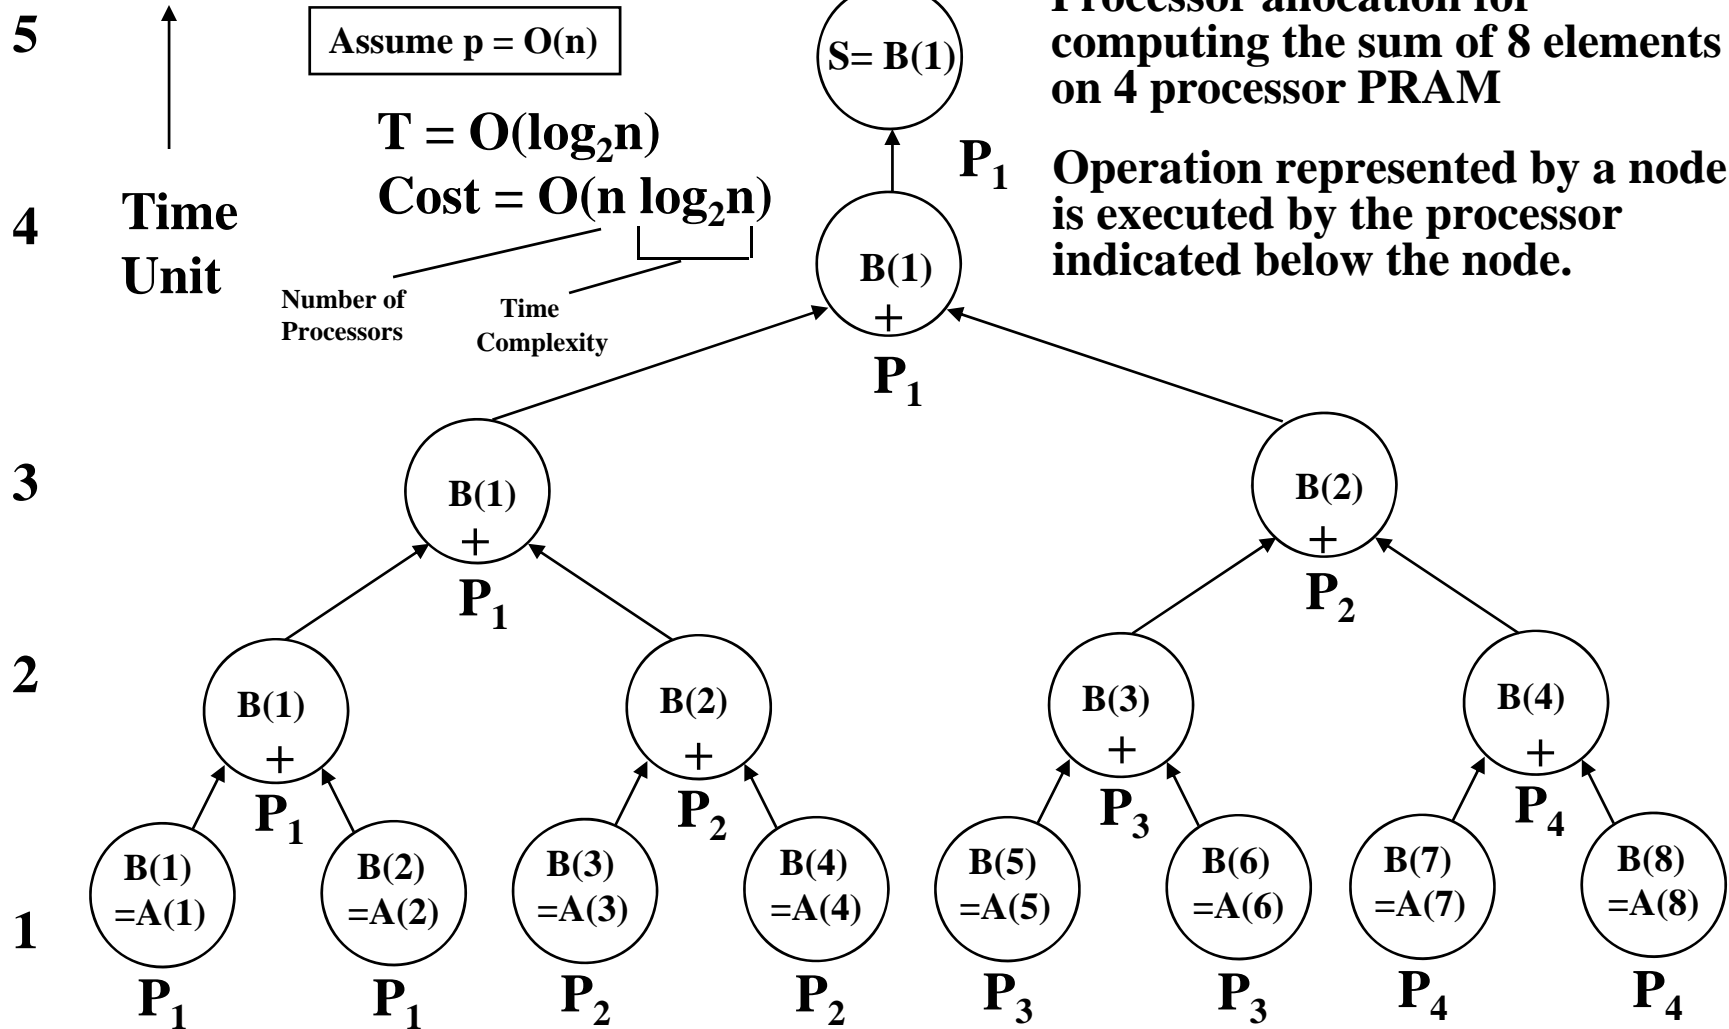 Processor allocation for
computing the sum of 8 elements
on 4 processor PRAM
5
Assume p = O(n)
S= B(1)
P1
T = O(log2n)
Cost = O(n log2n)
Number of
Processors
Time
Complexity
Operation represented by a node
is executed by the processor
indicated below the node.
4
Time
Unit
B(1)
+
P1
3
B(1)
+
P1
B(2)
+
P2
2
B(1)
+
P1
B(2)
+
P2
B(3)
+
P3
B(4)
+
P4
1
B(1)
=A(1)
P1
B(2)
=A(2)
P1
B(3)
=A(3)
P2
B(4)
=A(4)
P2
B(5)
=A(5)
P3
B(6)
=A(6)
P3
B(7)
=A(7)
P4
B(8)
=A(8)
P4